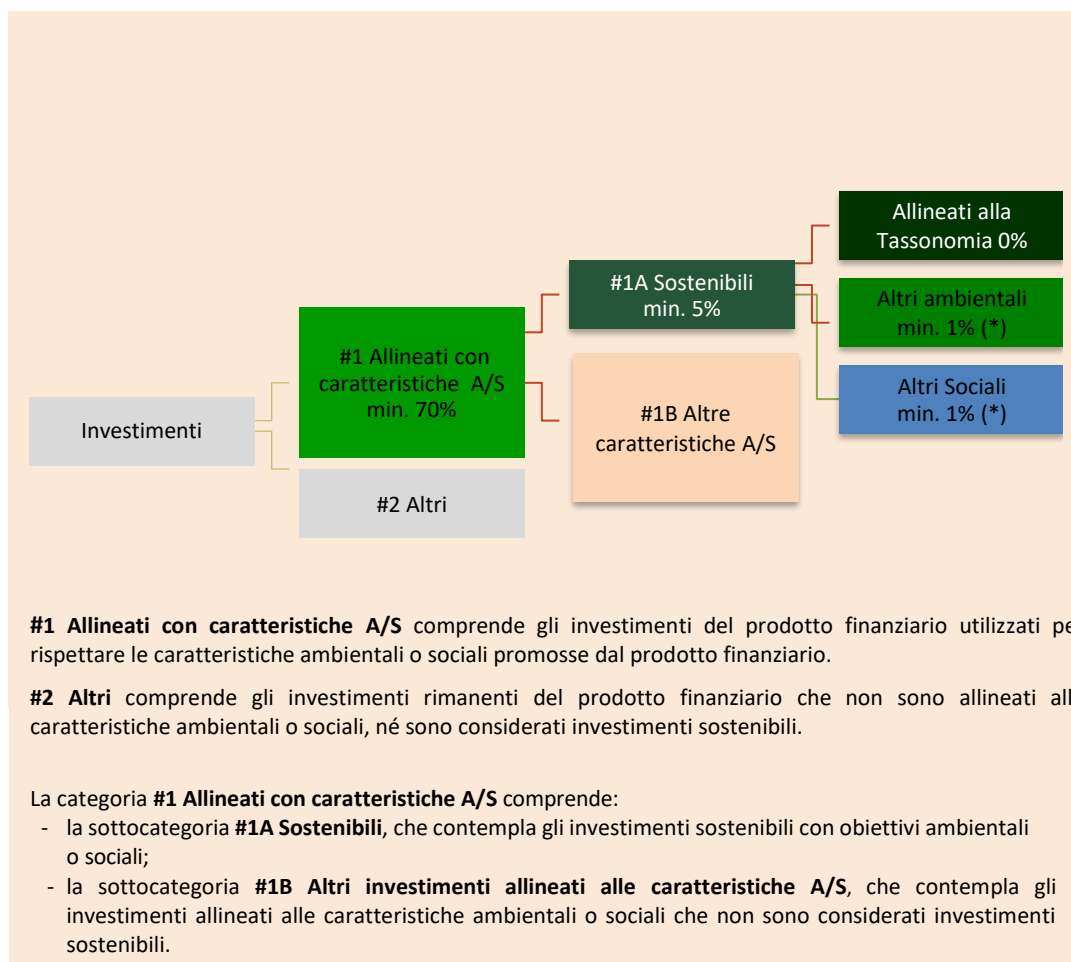 Allineati alla
Tassonomia 0%
#1A Sostenibili
min. 5%
Altri ambientali
min. 1% (*)
#1 Allineati con
caratteristiche A/S
min. 70%
Altri Sociali
min. 1% (*)
#1B Altre
caratteristiche A/S
Investimenti
#2 Altri
#1 Allineati con caratteristiche A/S comprende gli investimenti del prodotto finanziario utilizzati pe
rispettare le caratteristiche ambientali o sociali promosse dal prodotto finanziario.
#2 Altri comprende gli investimenti rimanenti del prodotto finanziario che non sono allineati all
caratteristiche ambientali o sociali, né sono considerati investimenti sostenibili.
La categoria #1 Allineati con caratteristiche A/S comprende:
- la sottocategoria #1A Sostenibili, che contempla gli investimenti sostenibili con obiettivi ambientali
o sociali;
- la sottocategoria #1B Altri investimenti allineati alle caratteristiche A/S, che contempla gli
investimenti allineati alle caratteristiche ambientali o sociali che non sono considerati investimenti
sostenibili.